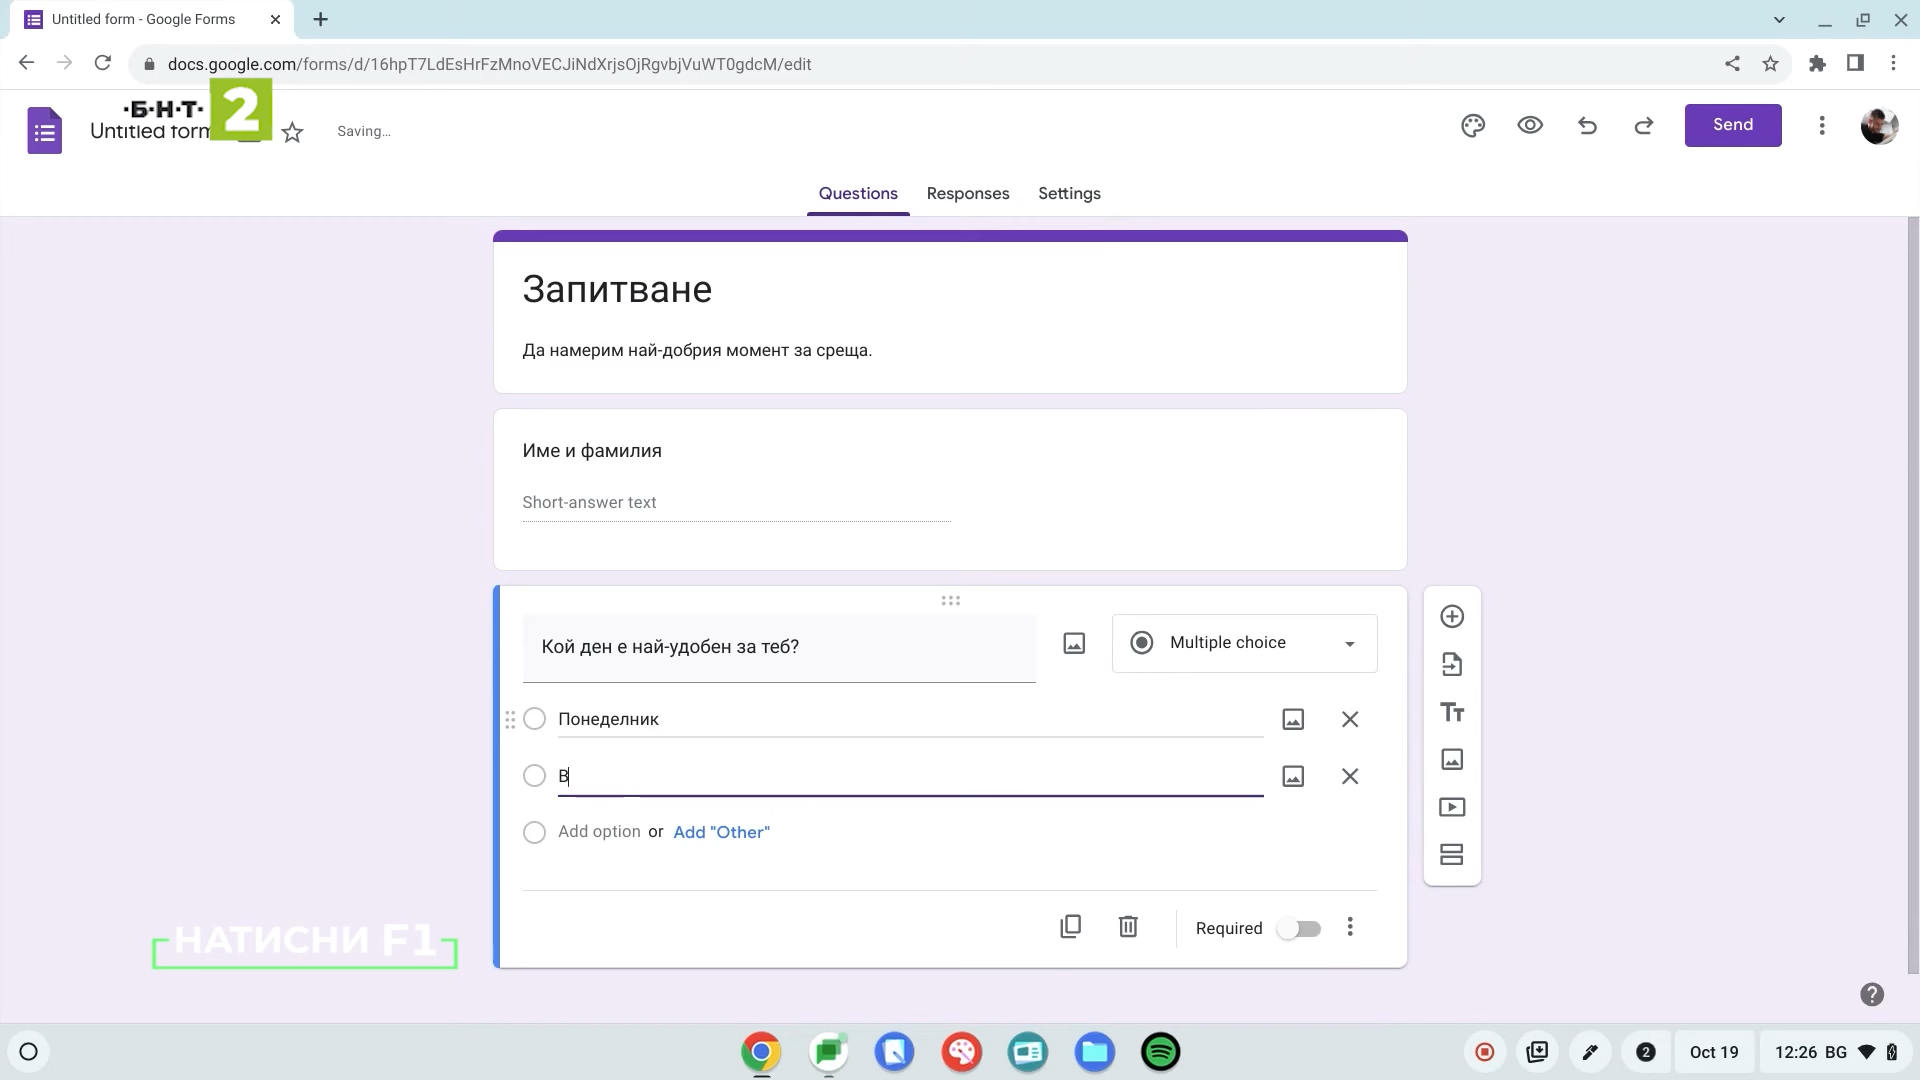 Untitled form - Google Forms
docs.google.com/forms/d/16hpT7LdEsHrFzMnoVECJiNdXrjsOjRgvbjVuWT0gdcM/edit
·Б·Н·Т· 2
Untitled form
Saving...
Send
Questions Responses Settings
Запитване
Да намерим най-добрия момент за среща.
Име и фамилия
Short-answer text
Кой ден е най-удобен за теб?
Multiple choice
Понеделник
В
Add option or Add "Other"
Required
НАТИСНИ F1
2 Oct 19 12:26 BG